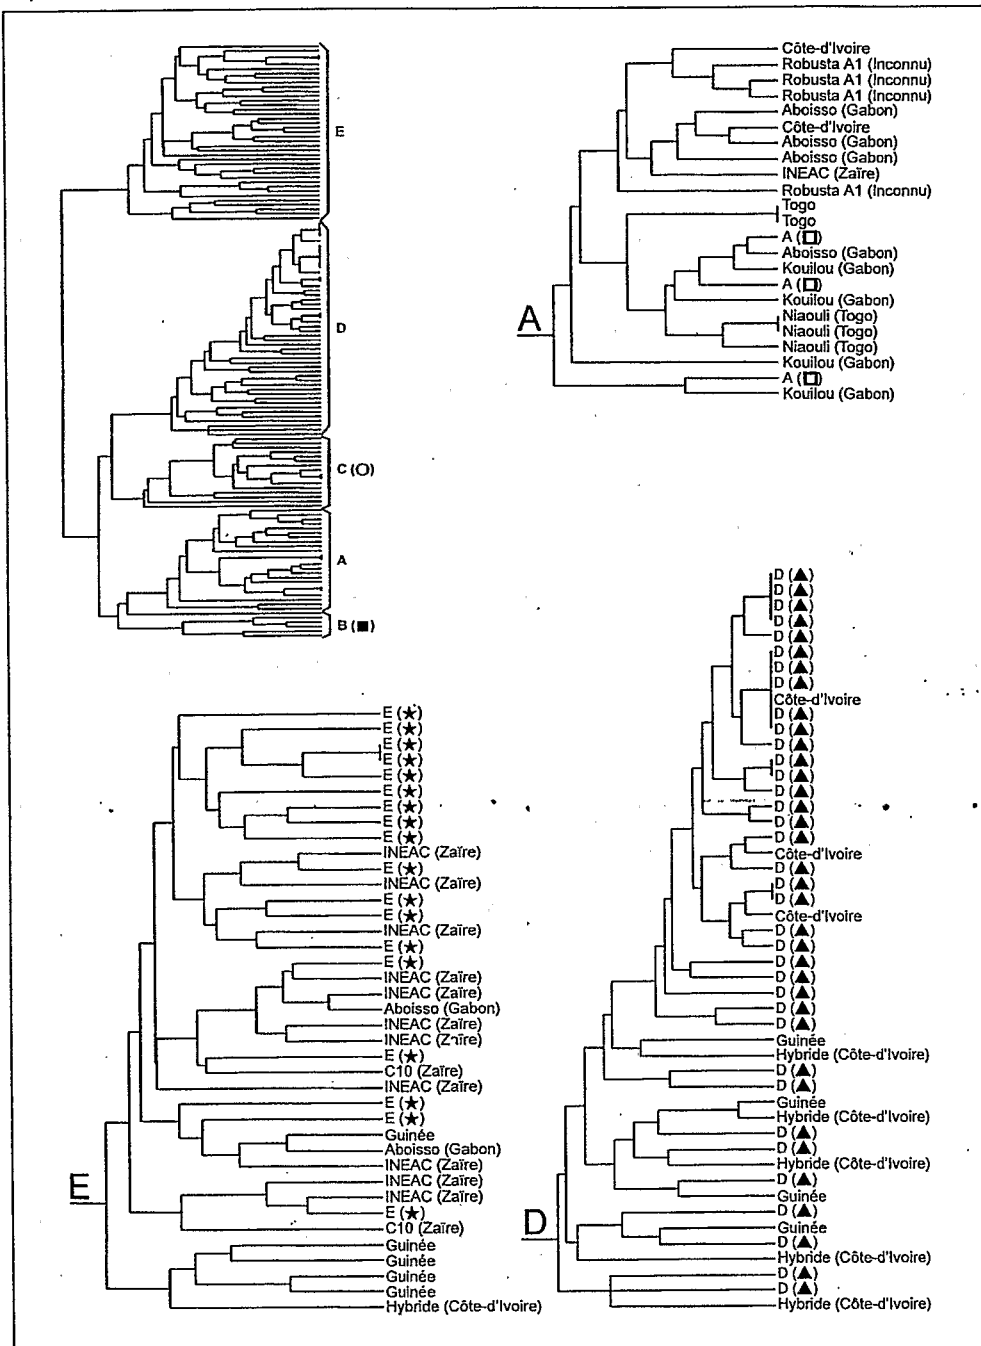 E
D
C (○)
A
B (■)
A
Côte-d'Ivoire
Robusta A1 (Inconnu)
Robusta A1 (Inconnu)
Robusta A1 (Inconnu)
Aboisso (Gabon)
Côte-d'Ivoire
Aboisso (Gabon)
Aboisso (Gabon)
INEAC (Zaïre)
Robusta A1 (Inconnu)
Togo
Togo
A (□)
Aboisso (Gabon)
Kouilou (Gabon)
A (□)
Kouilou (Gabon)
Niaouli (Togo)
Niaouli (Togo)
Niaouli (Togo)
Kouilou (Gabon)
A (□)
Kouilou (Gabon)
E
E (★)
E (★)
E (★)
E (★)
E (★)
E (★)
E (★)
E (★)
E (★)
INEAC (Zaïre)
E (★)
INEAC (Zaïre)
E (★)
E (★)
INEAC (Zaïre)
E (★)
E (★)
INEAC (Zaïre)
INEAC (Zaïre)
Aboisso (Gabon)
INEAC (Zaïre)
INEAC (Zaïre)
E (★)
C10 (Zaïre)
INEAC (Zaïre)
E (★)
E (★)
Guinée
Aboisso (Gabon)
INEAC (Zaïre)
INEAC (Zaïre)
INEAC (Zaïre)
E (★)
C10 (Zaïre)
Guinée
Guinée
Guinée
Guinée
Hybride (Côte-d'Ivoire)
D
D (▲)
D (▲)
D (▲)
D (▲)
D (▲)
D (▲)
D (▲)
D (▲)
Côte-d'Ivoire
D (▲)
D (▲)
D (▲)
D (▲)
D (▲)
D (▲)
D (▲)
D (▲)
D (▲)
Côte-d'Ivoire
D (▲)
D (▲)
D (▲)
Côte-d'Ivoire
D (▲)
D (▲)
D (▲)
D (▲)
D (▲)
D (▲)
D (▲)
Guinée
Hybride (Côte-d'Ivoire)
D (▲)
D (▲)
Guinée
Hybride (Côte-d'Ivoire)
D (▲)
D (▲)
Hybride (Côte-d'Ivoire)
D (▲)
Guinée
D (▲)
Guinée
D (▲)
Hybride (Côte-d'Ivoire)
D (▲)
D (▲)
Hybride (Côte-d'Ivoire)